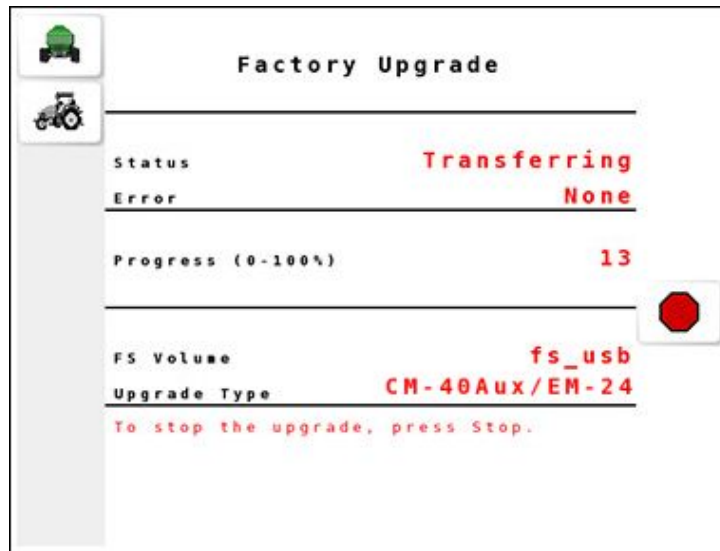 Factory Upgrade
Status Transferring
Error None
Progress (0-100%) 13
FS Volume fs_usb
Upgrade Type CM-40Aux/EM-24
To stop the upgrade, press Stop.